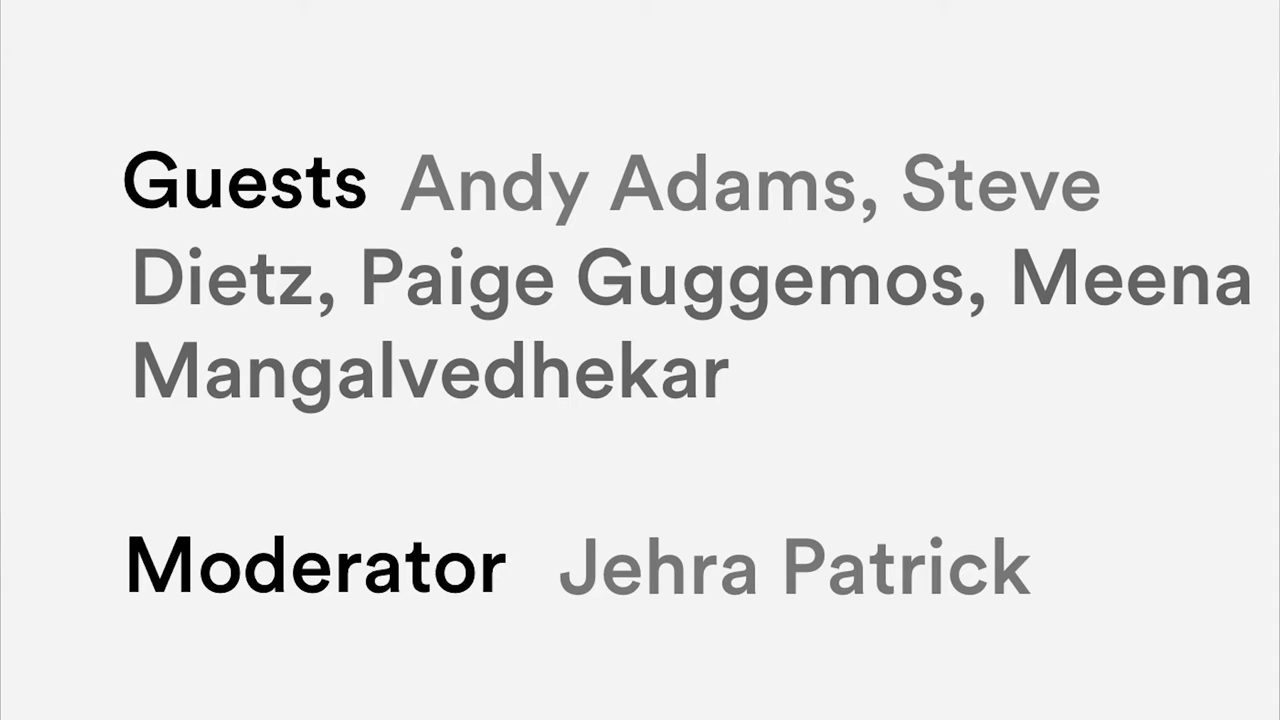 Guests Andy Adams, Steve
Dietz, Paige Guggemos, Meena
Mangalvedhekar
Moderator Jehra Patrick